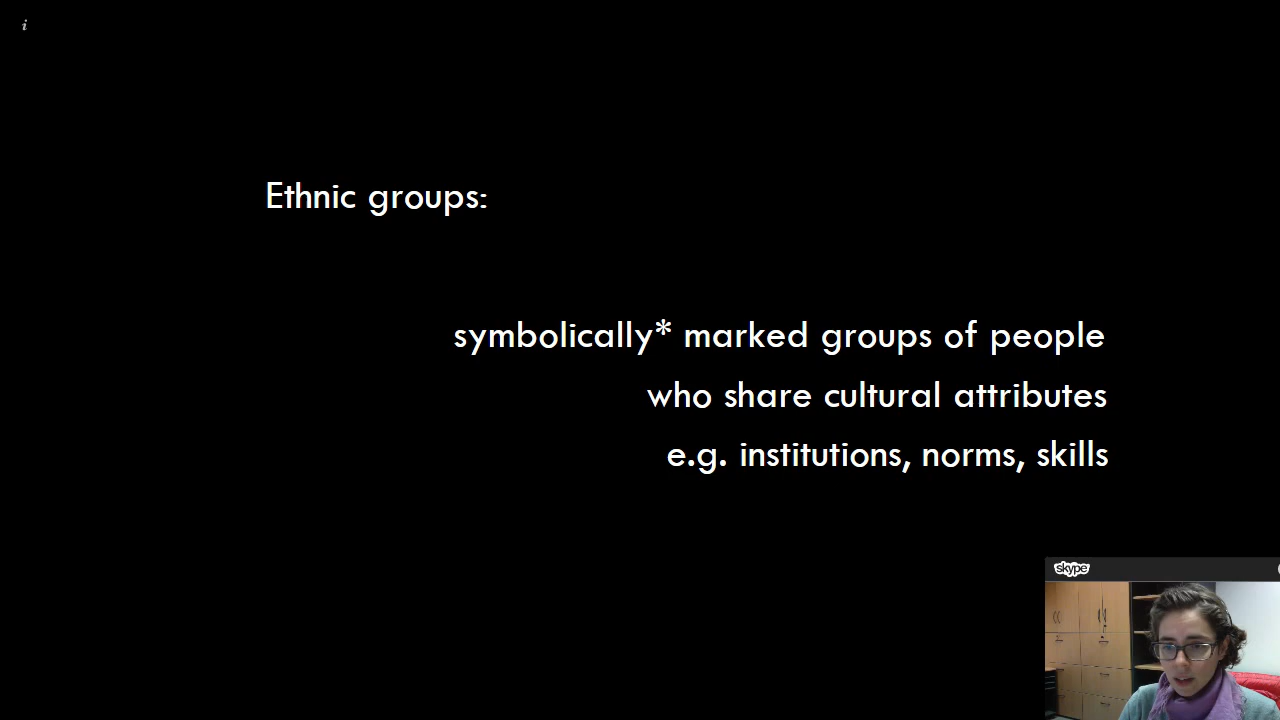 i
Ethnic groups:
symbolically* marked groups of people
who share cultural attributes
e.g. institutions, norms, skills
skype